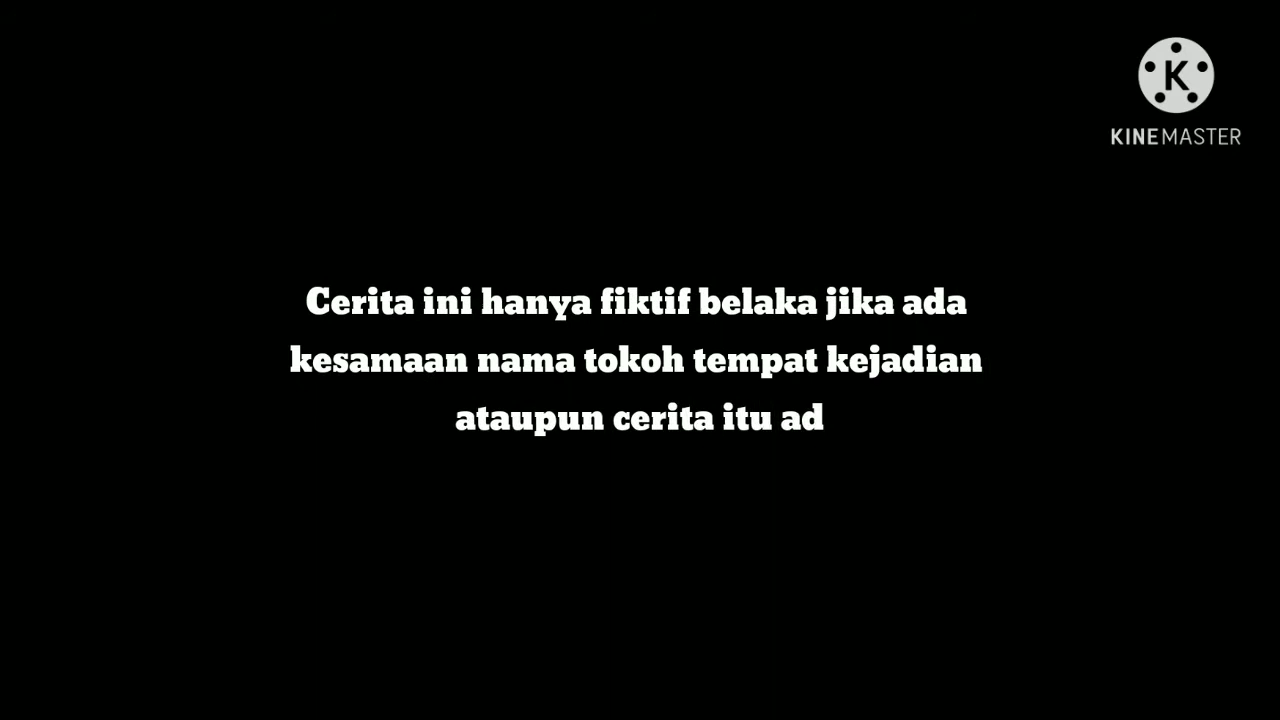 K
KINEMASTER
Cerita ini hanya fiktif belaka jika ada
kesamaan nama tokoh tempat kejadian
ataupun cerita itu ad